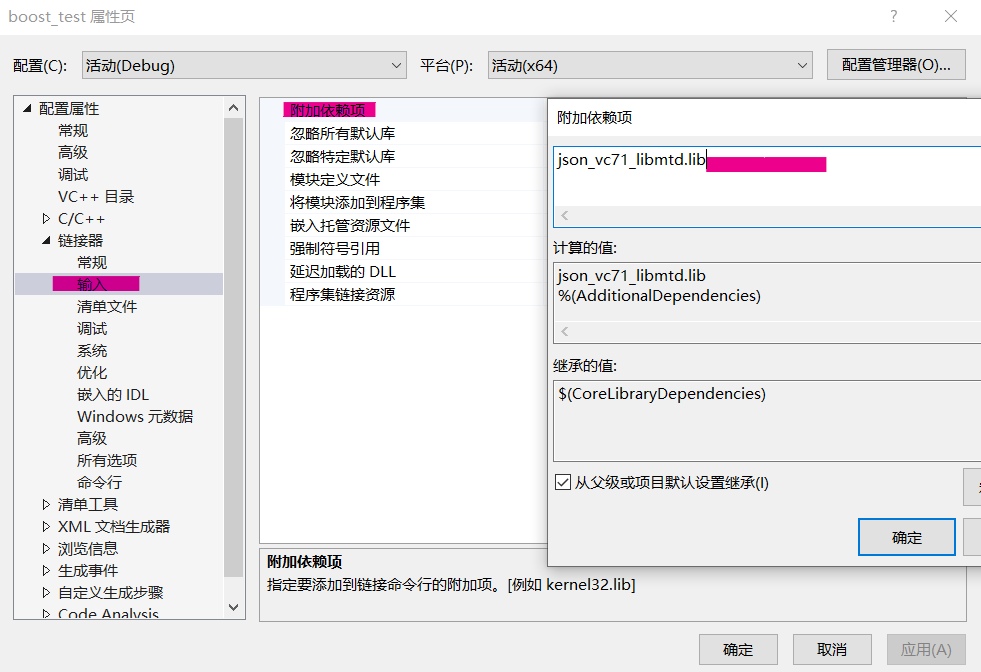 boost_test 属性页
配置(C): 活动(Debug) 平台(P): 活动(x64) 配置管理器(O)...
配置属性
常规
高级
调试
VC++ 目录
C/C++
链接器
常规
输入
清单文件
调试
系统
优化
嵌入的 IDL
Windows 元数据
高级
所有选项
命令行
清单工具
XML 文档生成器
浏览信息
生成事件
自定义生成步骤
Code Analysis
附加依赖项
忽略所有默认库
忽略特定默认库
模块定义文件
将模块添加到程序集
嵌入托管资源文件
强制符号引用
延迟加载的 DLL
程序集链接资源
附加依赖项
json_vc71_libmtd.lib
计算的值:
json_vc71_libmtd.lib
%(AdditionalDependencies)
继承的值:
$(CoreLibraryDependencies)
从父级或项目默认设置继承(I)
确定
附加依赖项
指定要添加到链接命令行的附加项。[例如 kernel32.lib]
确定 取消 应用(A)